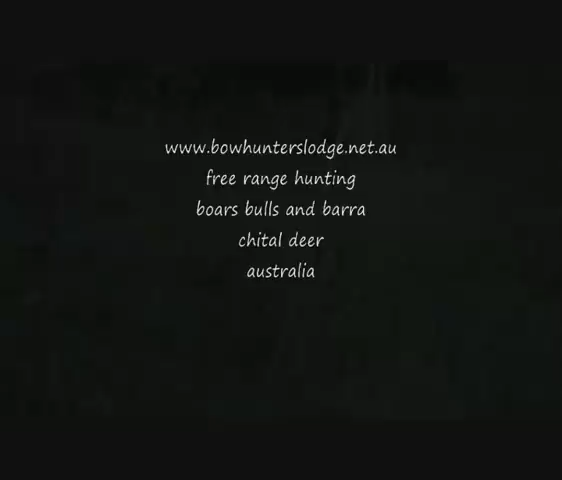 www.bowhunterslodge.net.au
free range hunting
boars bulls and barra
chital deer
australia